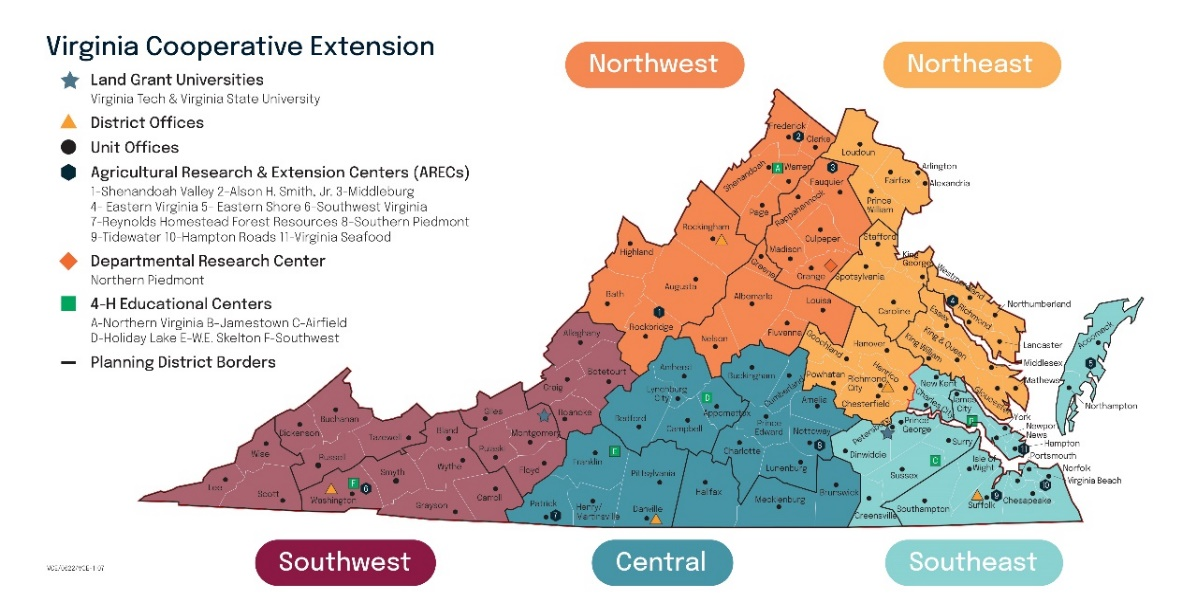 Virginia Cooperative Extension
Land Grant Universities
Virginia Tech & Virginia State University
District Offices
Unit Offices
Agricultural Research & Extension Centers (ARECs)
1-Shenandoah Valley 2-Alson H. Smith, Jr. 3-Middleburg
4- Eastern Virginia 5- Eastern Shore 6-Southwest Virginia
7-Reynolds Homestead Forest Resources 8-Southern Piedmont
9-Tidewater 10-Hampton Roads 11-Virginia Seafood
Departmental Research Center
Northern Piedmont
4-H Educational Centers
A-Northern Virginia B-Jamestown C-Airfield
D-Holiday Lake E-W.E. Skelton F-Southwest
Planning District Borders
Northwest
Northeast
Frederick
2
Clarke
Loudoun
Shenandoah
A
Warren
3
Fauquier
Arlington
Fairfax
Alexandria
Prince
William
Page
Rappahannock
Rockingham
Culpeper
Stafford
Highland
Madison
Greene
Orange
King
George
Westmoreland
Spotsylvania
Bath
Augusta
Albemarle
Louisa
Caroline
Essex
4
Richmond
Northumberland
Accomack
1
Rockbridge
Fluvanna
Nelson
Goochland
Hanover
King & Queen
King William
Lancaster
Middlesex
5
Alleghany
Botetourt
Craig
Amherst
Buckingham
Cumberland
Powhatan
Richmond
City
Henrico
Chesterfield
New Kent
Charles City
James
City
Gloucester
Mathews
Northampton
Lynchburg
City
D
Appomattox
Amelia
York
Buchanan
Dickenson
Giles
Bland
Roanoke
Bedford
Campbell
Prince
Edward
Nottoway
8
Petersburg
Prince
George
Newport
News
Hampton
Portsmouth
Norfolk
Virginia Beach
Wise
Tazewell
Montgomery
Pulaski
Franklin
E
Charlotte
Dinwiddie
Surry
Isle of
Wight
Russell
Smyth
Wythe
Floyd
Pittsylvania
Lunenburg
Sussex
C
10
Lee
Scott
F
6
Washington
Grayson
Carroll
Patrick
7
Henry/
Martinsville
Danville
Halifax
Mecklenburg
Brunswick
Greensville
Southampton
Suffolk
9
Chesapeake
Southwest
Central
Southeast